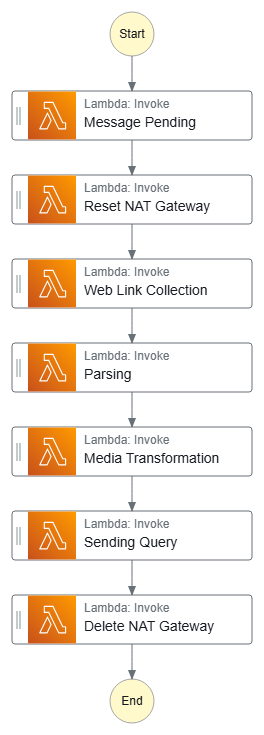 Start
Lambda: Invoke
Message Pending
Lambda: Invoke
Reset NAT Gateway
Lambda: Invoke
Web Link Collection
Lambda: Invoke
Parsing
Lambda: Invoke
Media Transformation
Lambda: Invoke
Sending Query
Lambda: Invoke
Delete NAT Gateway
End